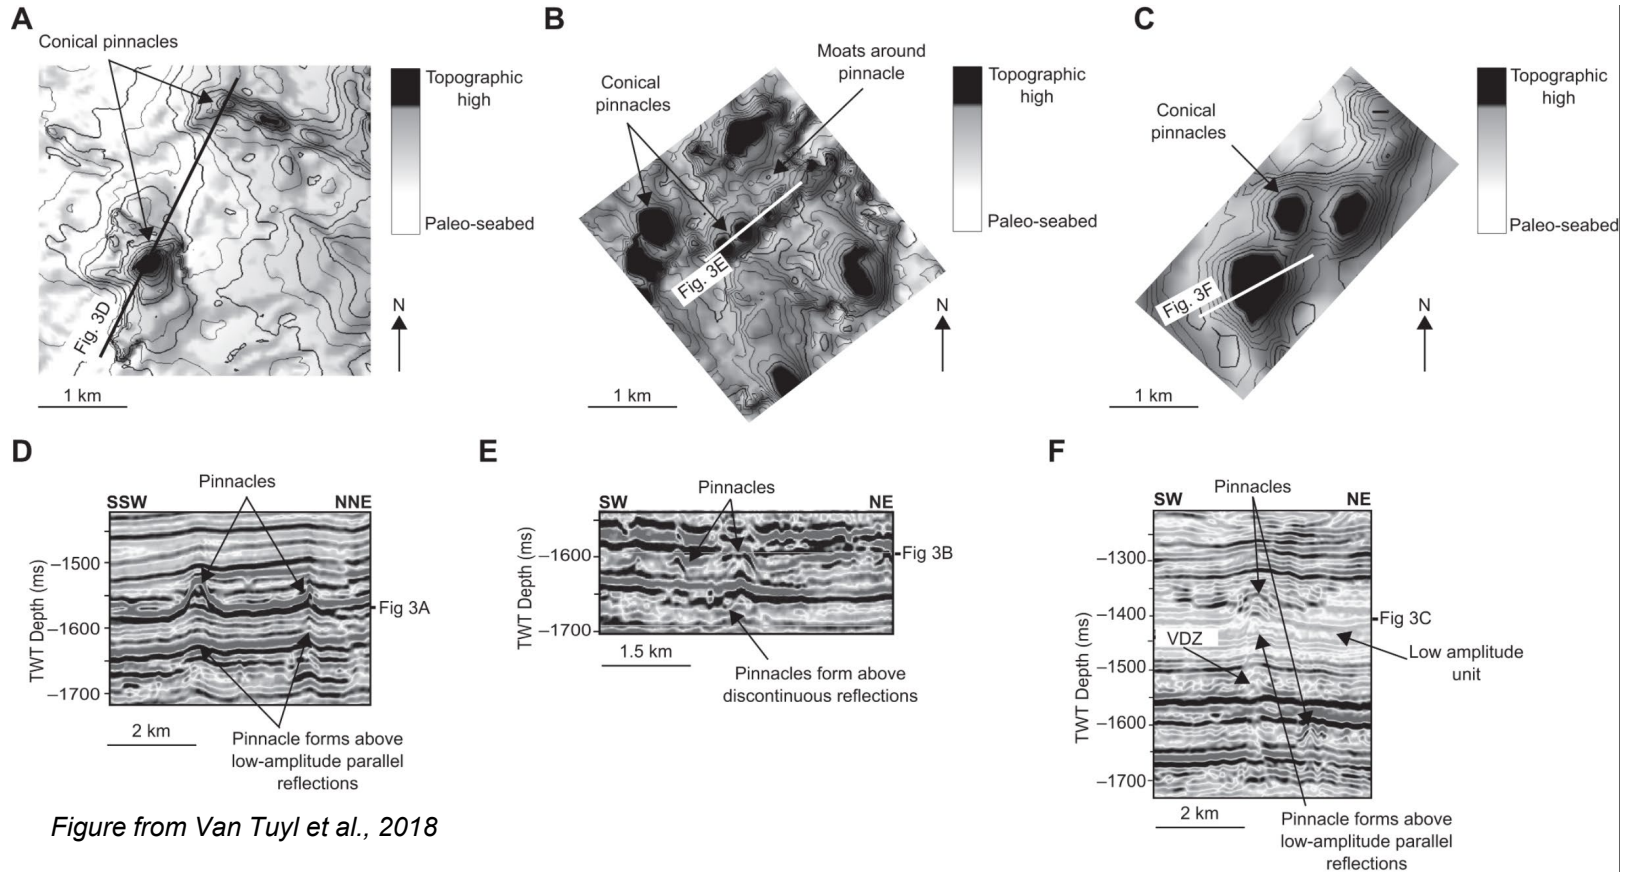 A
Conical pinnacles
Topographic
high
Paleo-seabed
Fig. 3D
N
1 km
B
Conical
pinnacles
Moats around
pinnacle
Topographic
high
Paleo-seabed
Fig. 3E
N
1 km
C
Conical
pinnacles
Topographic
high
Paleo-seabed
Fig. 3F
N
1 km
D
Pinnacles
SSW
NNE
TWT Depth (ms)
–1500
–1600
–1700
Fig 3A
2 km
Pinnacle forms above
low-amplitude parallel
reflections
E
Pinnacles
SW
NE
TWT Depth (ms)
–1600
–1700
Fig 3B
1.5 km
Pinnacles form above
discontinuous reflections
F
Pinnacles
SW
NE
TWT Depth (ms)
–1300
–1400
–1500
–1600
–1700
VDZ
Fig 3C
Low amplitude
unit
2 km
Pinnacle forms above
low-amplitude parallel
reflections
Figure from Van Tuyl et al., 2018